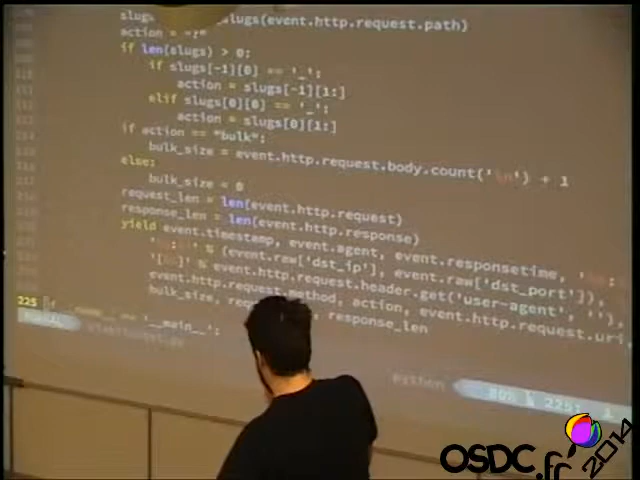 slugs(event.http.request.path)
action =
if len(slugs) > 0:
if slugs[-1][0] == '_':
action = slugs[-1][1:]
elif slugs[0][0] == '_':
action = slugs[0][1:]
if action == "bulk":
bulk_size = event.http.request.body.count('\n') + 1
else:
bulk_size = 0
request_len = len(event.http.request)
response_len = len(event.http.response)
yield event.timestamp, event.agent, event.responsetime,
% (event.raw['dst_ip'], event.raw['dst_port']),
% event.http.request.header.get('user-agent', ''),
event.http.request.method, action, event.http.request.uri,
bulk_size, response_len
225 '__main__':
python 225: 1
OSDC.fr 2014